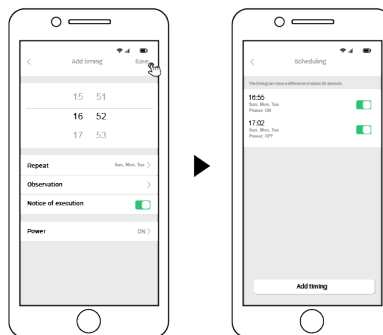 Add timing
Save
15 51
16 52
17 53
Repeat
Sun, Mon, Tue
Observation
Notice of execution
Power
ON
Scheduling
The timing can have a difference of about 30 seconds.
16:55
Sun, Mon, Tue
Power: ON
17:02
Sun, Mon, Tue
Power: OFF
Add timing